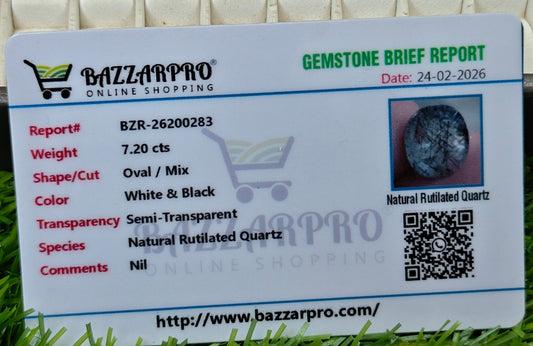 BAZZARPRO®
ONLINE SHOPPING
GEMSTONE BRIEF REPORT
Date: 24-02-2026
Report# BZR-26200283
Weight 7.20 cts
Shape/Cut Oval / Mix
Color White & Black
Transparency Semi-Transparent
Species Natural Rutilated Quartz
Comments Nil
Natural Rutilated Quartz
BAZZARPRO
ONLINE SHOPPING
http://www.bazzarpro.com/